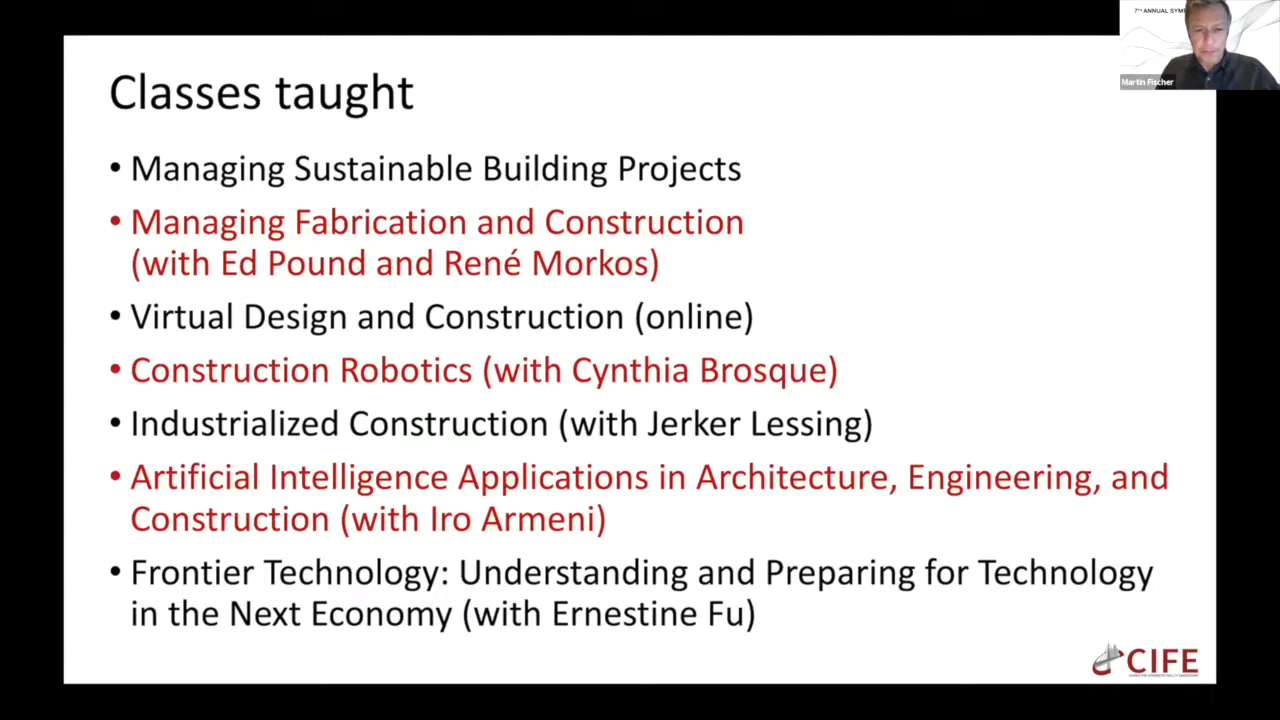 7TH ANNUAL SYM
Martin Fischer
Classes taught
• Managing Sustainable Building Projects
• Managing Fabrication and Construction
(with Ed Pound and René Morkos)
• Virtual Design and Construction (online)
• Construction Robotics (with Cynthia Brosque)
• Industrialized Construction (with Jerker Lessing)
• Artificial Intelligence Applications in Architecture, Engineering, and
Construction (with Iro Armeni)
• Frontier Technology: Understanding and Preparing for Technology
in the Next Economy (with Ernestine Fu)
CIFE